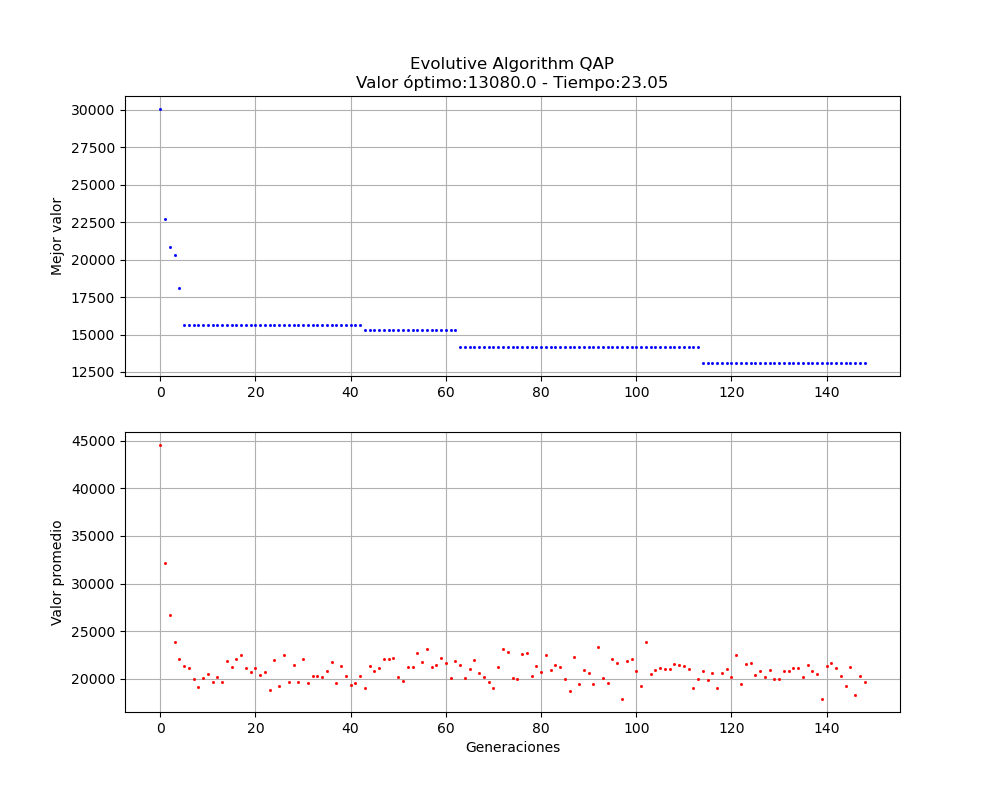 Evolutive Algorithm QAP
Valor óptimo:13080.0 - Tiempo:23.05
Mejor valor
30000
27500
25000
22500
20000
17500
15000
12500
0 20 40 60 80 100 120 140
Valor promedio
45000
40000
35000
30000
25000
20000
0 20 40 60 80 100 120 140
Generaciones